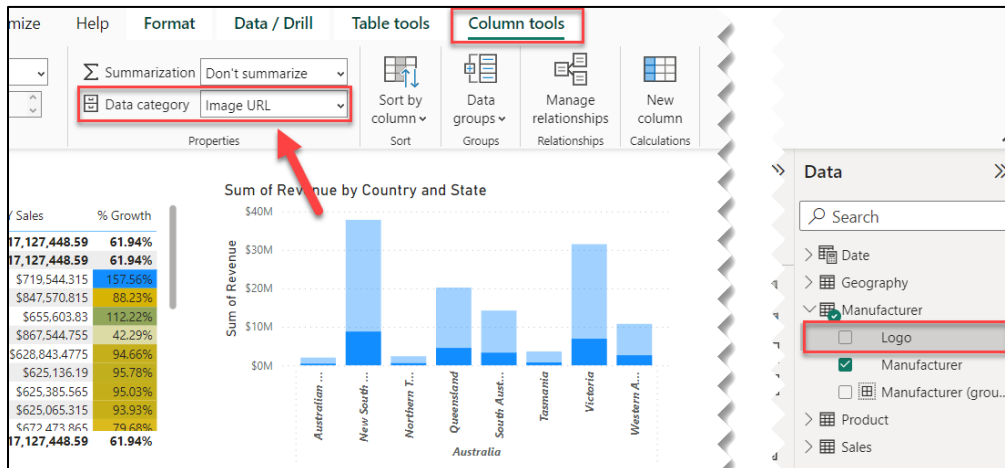 mize Help Format Data / Drill Table tools Column tools
Summarization Don't summarize
Data category Image URL
Sort by column
Data groups
Manage relationships
New column
Properties Sort Groups Relationships Calculations
Sales % Growth
17,127,448.59 61.94%
17,127,448.59 61.94%
$719,544.315 157.56%
$847,570.815 88.23%
$655,603.83 112.22%
$867,544.755 42.29%
$628,843.4775 94.66%
$625,136.19 95.78%
$625,385.565 95.03%
$625,065.315 93.93%
$672,473.865 79.68%
17,127,448.59 61.94%
Sum of Revenue by Country and State
Sum of Revenue
$40M
$30M
$20M
$10M
$0M
Australian ...
New South ...
Northern T...
Queensland
South Aust...
Tasmania
Victoria
Western A...
Australia
Data
Search
Date
Geography
Manufacturer
Logo
Manufacturer
Manufacturer (grou...
Product
Sales